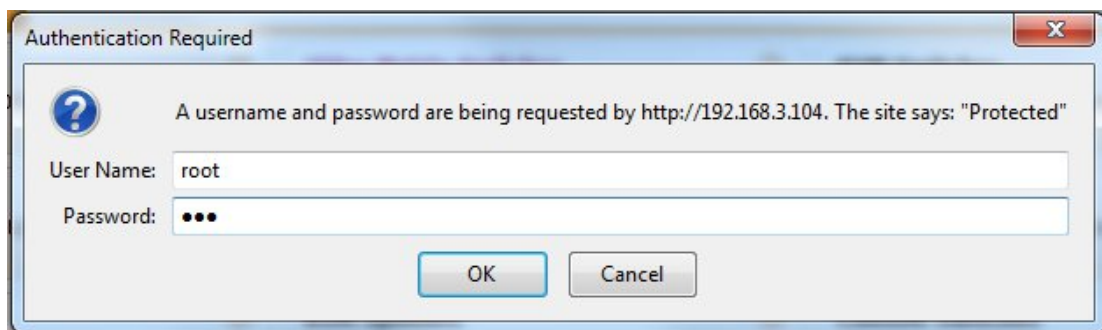 Authentication Required
A username and password are being requested by http://192.168.3.104. The site says: "Protected"
User Name: root
Password: •••
OK Cancel